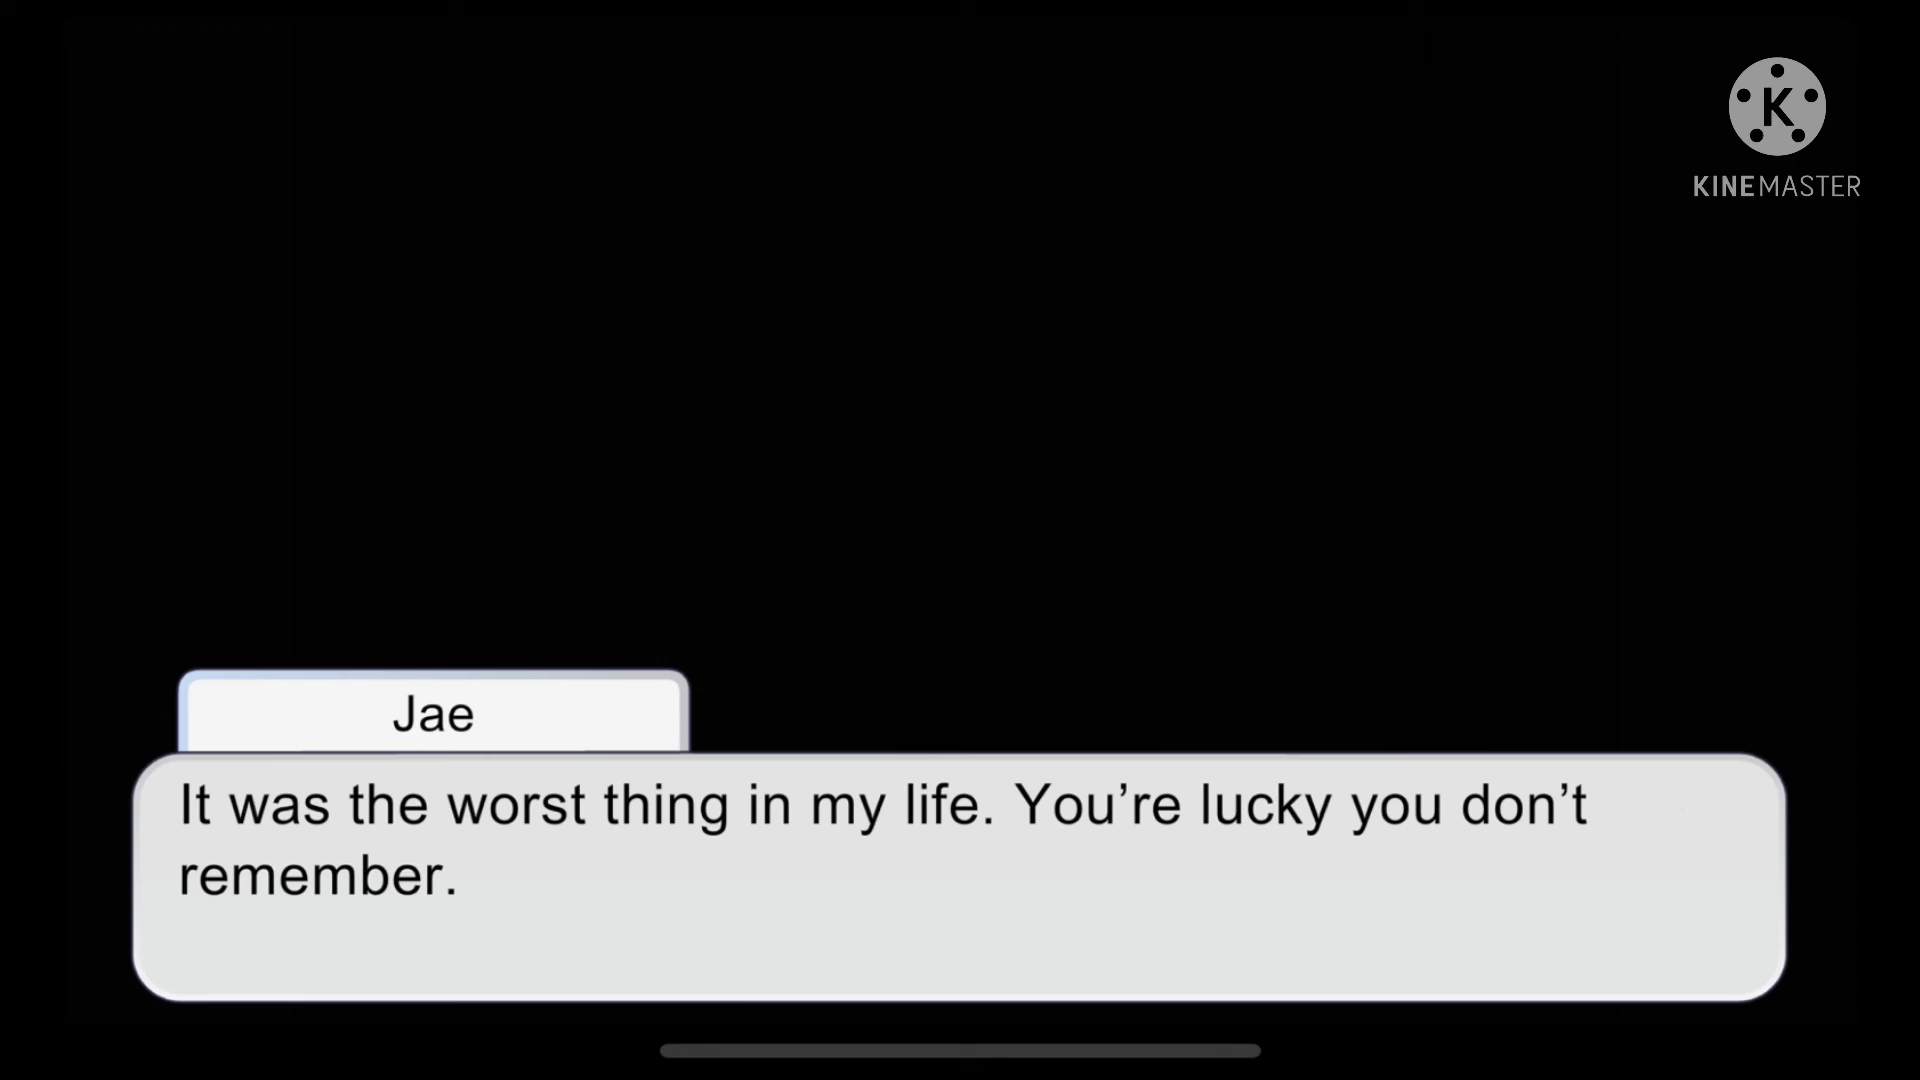 K
KINEMASTER
Jae
It was the worst thing in my life. You’re lucky you don’t
remember.